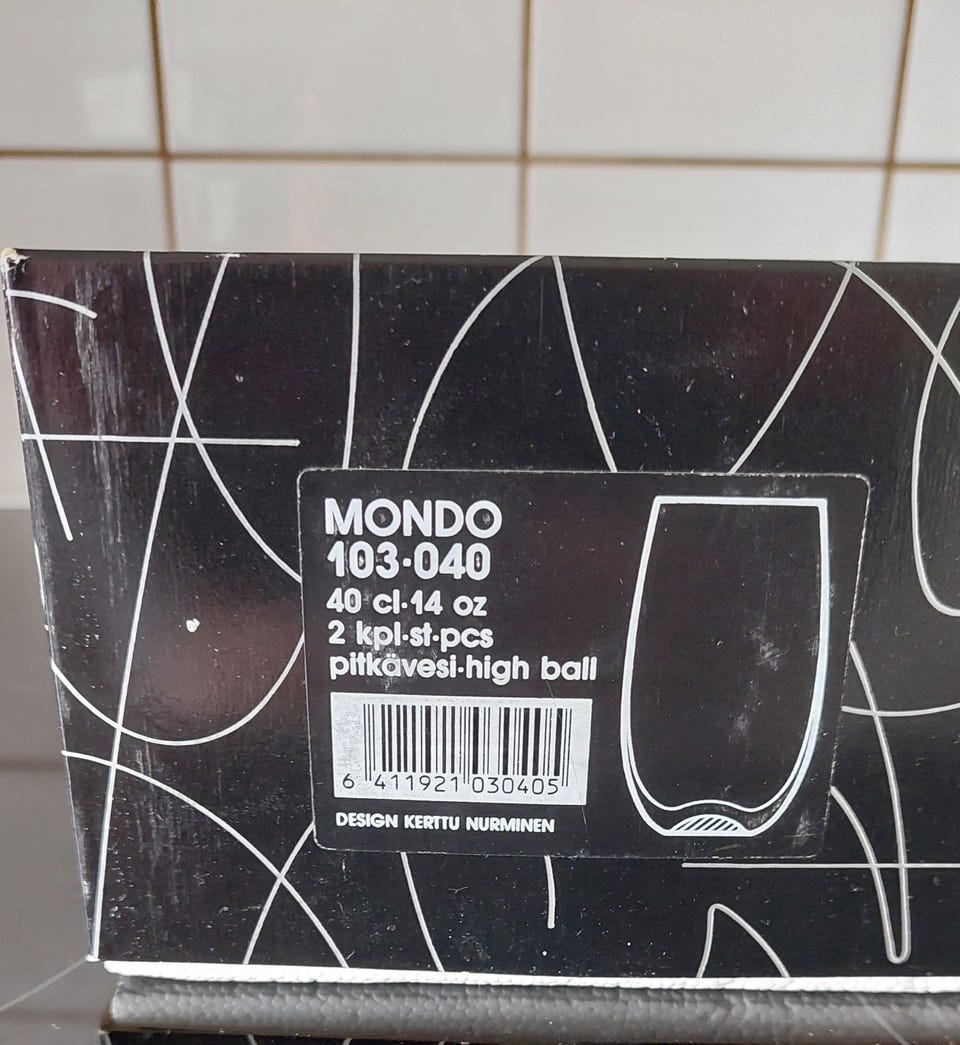 MONDO
103·040
40 cl·14 oz
2 kpl·st·pcs
pitkävesi·high ball
6 411921 030405
DESIGN KERTTU NURMINEN